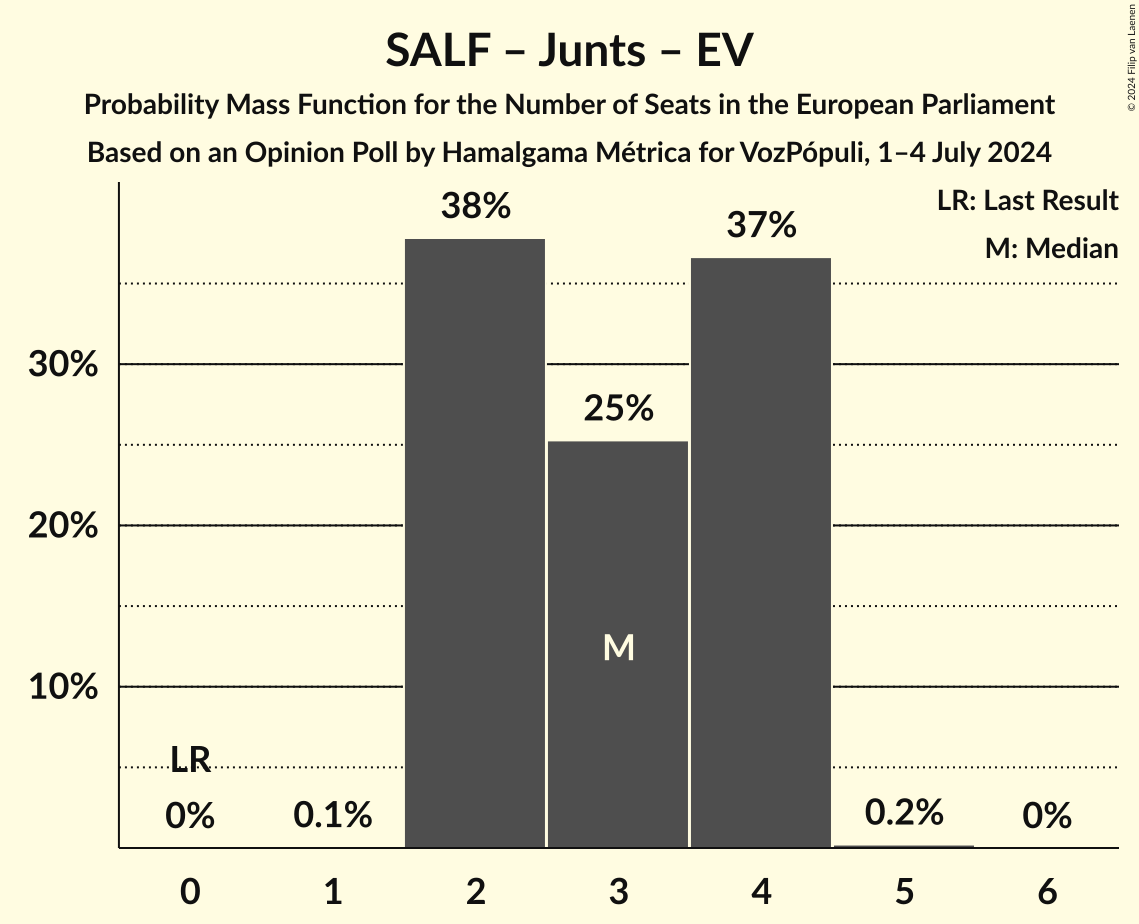 SALF – Junts – EV
Probability Mass Function for the Number of Seats in the European Parliament
Based on an Opinion Poll by Hamalgama Métrica for VozPópuli, 1–4 July 2024
© 2024 Filip van Laenen
LR: Last Result
M: Median
38%
37%
30%
25%
20%
M
10%
LR
0%
0.1%
0.2%
0%
0 1 2 3 4 5 6